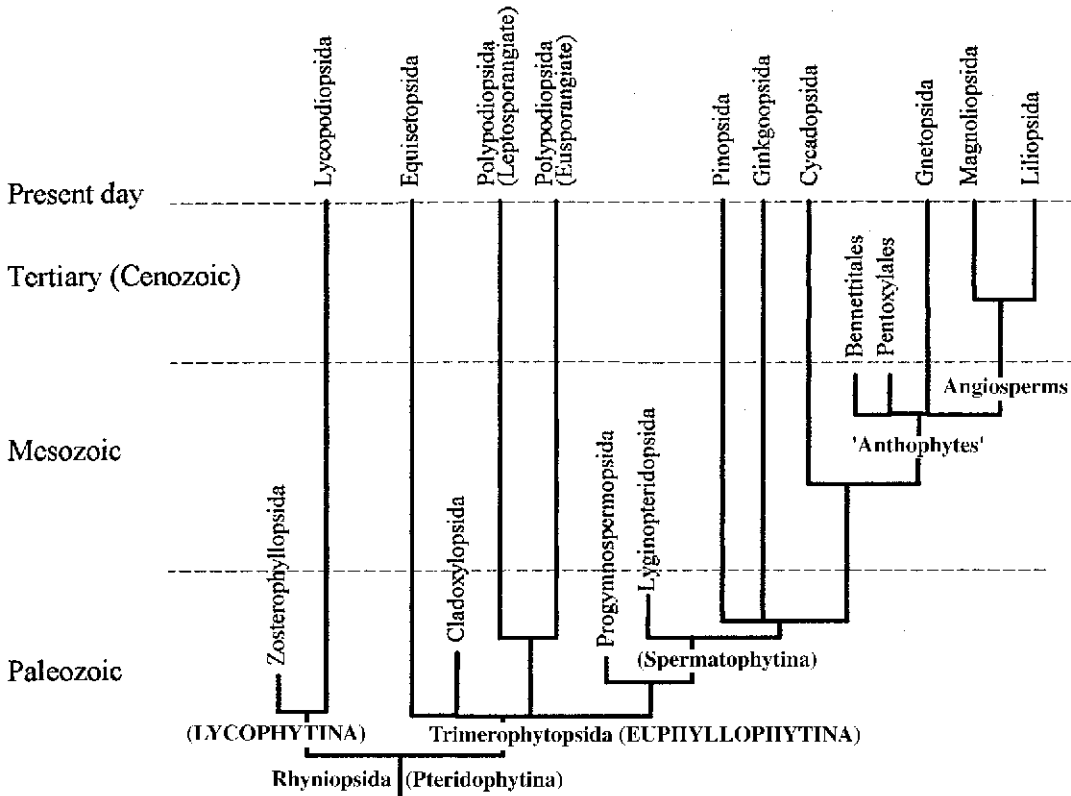 Lycopodiopsida
Equisetopsida
Polypodiopsida
(Leptosporangiate)
Polypodiopsida
(Eusporangiate)
Pinopsida
Ginkgoopsida
Cycadopsida
Gnetopsida
Magnoliopsida
Liliopsida
Present day
Tertiary (Cenozoic)
Bennettitales
Pentoxylales
Angiosperms
'Anthophytes'
Mesozoic
Zosterophyllopsida
Cladoxylopsida
Progymnospermopsida
Lyginopteridopsida
Paleozoic
(Spermatophytina)
(LYCOPHYTINA)
Trimerophytopsida (EUPHYLLOPHYTINA)
Rhyniopsida (Pteridophytina)